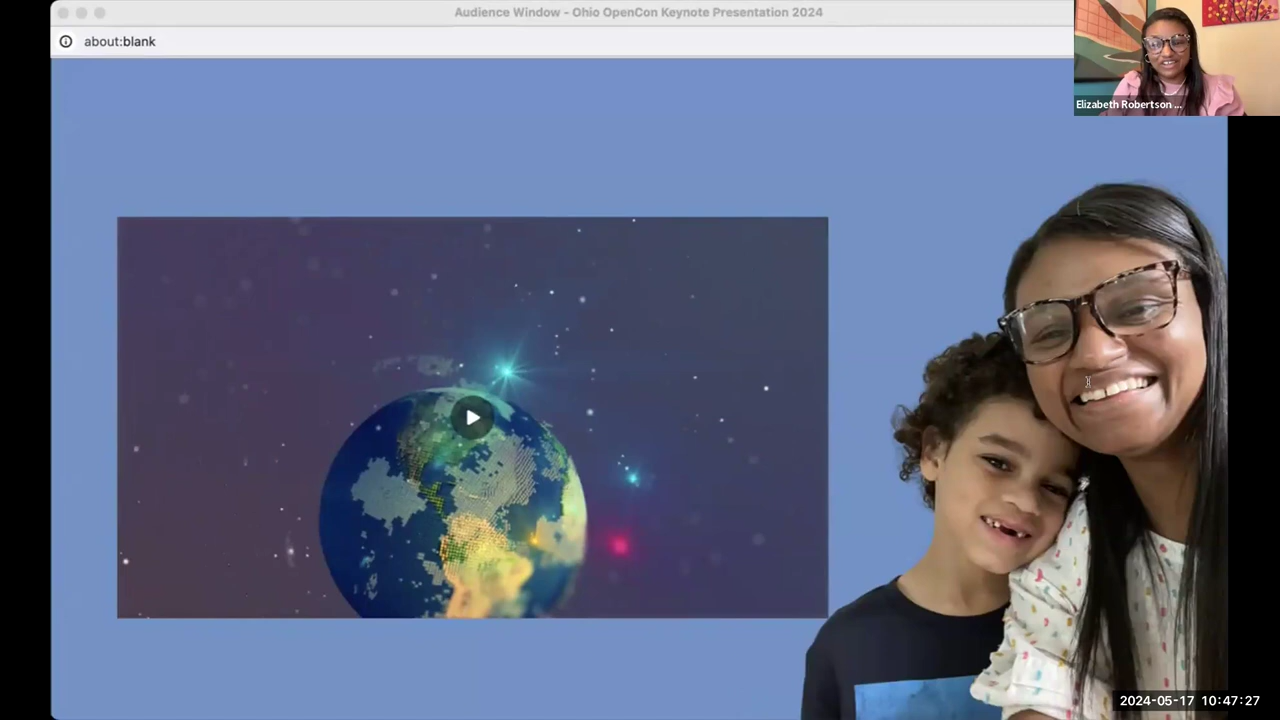 Audience Window - Ohio OpenCon Keynote Presentation 2024
about:blank
Elizabeth Robertson ...
2024-05-17 10:47:27